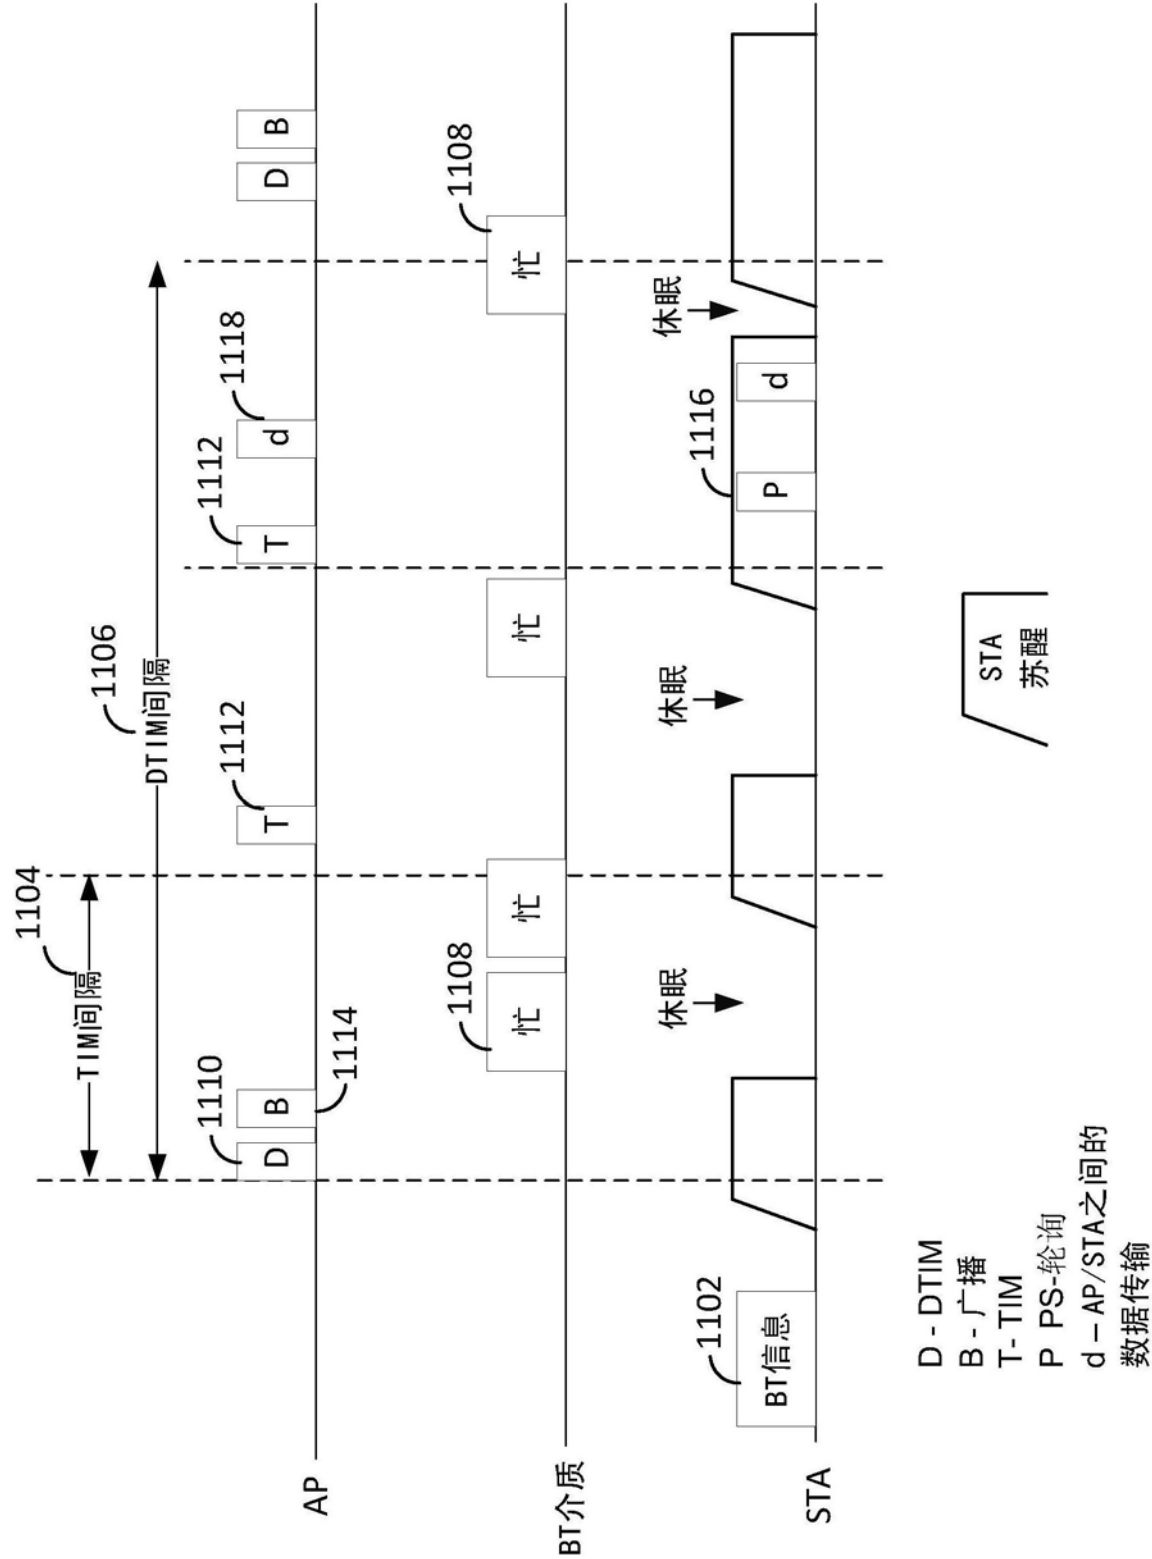 1104
TIM间隔
1106
DTIM间隔
1110
1114
1112
1112
1118
AP
D
B
T
T
d
D
B
1108
1108
BT介质
忙
忙
忙
忙
1102
休眠
休眠
1116
休眠
STA
BT信息
P
d
D - DTIM
B - 广播
T- TIM
P PS-轮询
d – AP/STA之间的
数据传输
STA
苏醒